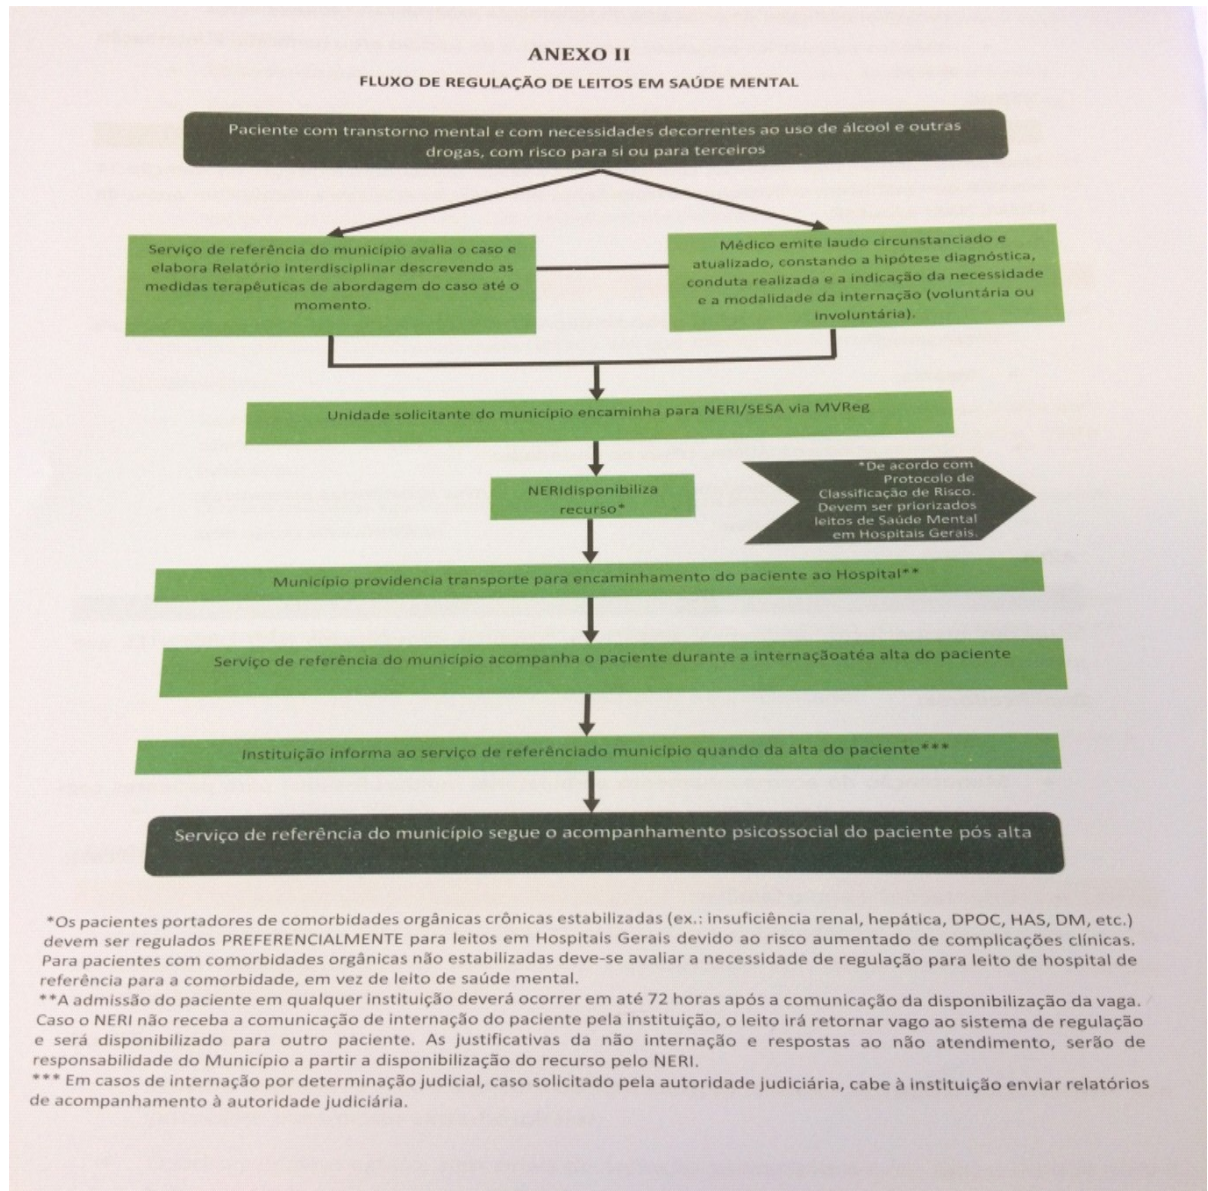 ANEXO II
FLUXO DE REGULAÇÃO DE LEITOS EM SAÚDE MENTAL
Paciente com transtorno mental e com necessidades decorrentes ao uso de álcool e outras
drogas, com risco para si ou para terceiros
Serviço de referência do município avalia o caso e
elabora Relatório Interdisciplinar descrevendo as
medidas terapêuticas de abordagem do caso até o
momento.
Médico emite laudo circunstanciado e
atualizado, constando a hipótese diagnóstica,
conduta realizada e a indicação da necessidade
e a modalidade da internação (voluntária ou
involuntária).
Unidade solicitante do município encaminha para NERI/SESA via MVReg
NERIdisponibiliza
recurso*
*De acordo com
Protocolo de
Classificação de Risco.
Devem ser priorizados
leitos de Saúde Mental
em Hospitais Gerais.
Município providencia transporte para encaminhamento do paciente ao Hospital**
Serviço de referência do município acompanha o paciente durante a internaçãoatéa alta do paciente
Instituição informa ao serviço de referênciado município quando da alta do paciente***
Serviço de referência do município segue o acompanhamento psicossocial do paciente pós alta
*Os pacientes portadores de comorbidades orgânicas crônicas estabilizadas (ex.: insuficiência renal, hepática, DPOC, HAS, DM, etc.)
devem ser regulados PREFERENCIALMENTE para leitos em Hospitais Gerais devido ao risco aumentado de complicações clínicas.
Para pacientes com comorbidades orgânicas não estabilizadas deve-se avaliar a necessidade de regulação para leito de hospital de
referência para a comorbidade, em vez de leito de saúde mental.
**A admissão do paciente em qualquer instituição deverá ocorrer em até 72 horas após a comunicação da disponibilização da vaga.
Caso o NERI não receba a comunicação de internação do paciente pela instituição, o leito irá retornar vago ao sistema de regulação
e será disponibilizado para outro paciente. As justificativas da não internação e respostas ao não atendimento, serão de
responsabilidade do Município a partir a disponibilização do recurso pelo NERI.
*** Em casos de internação por determinação judicial, caso solicitado pela autoridade judiciária, cabe à instituição enviar relatórios
de acompanhamento à autoridade judiciária.